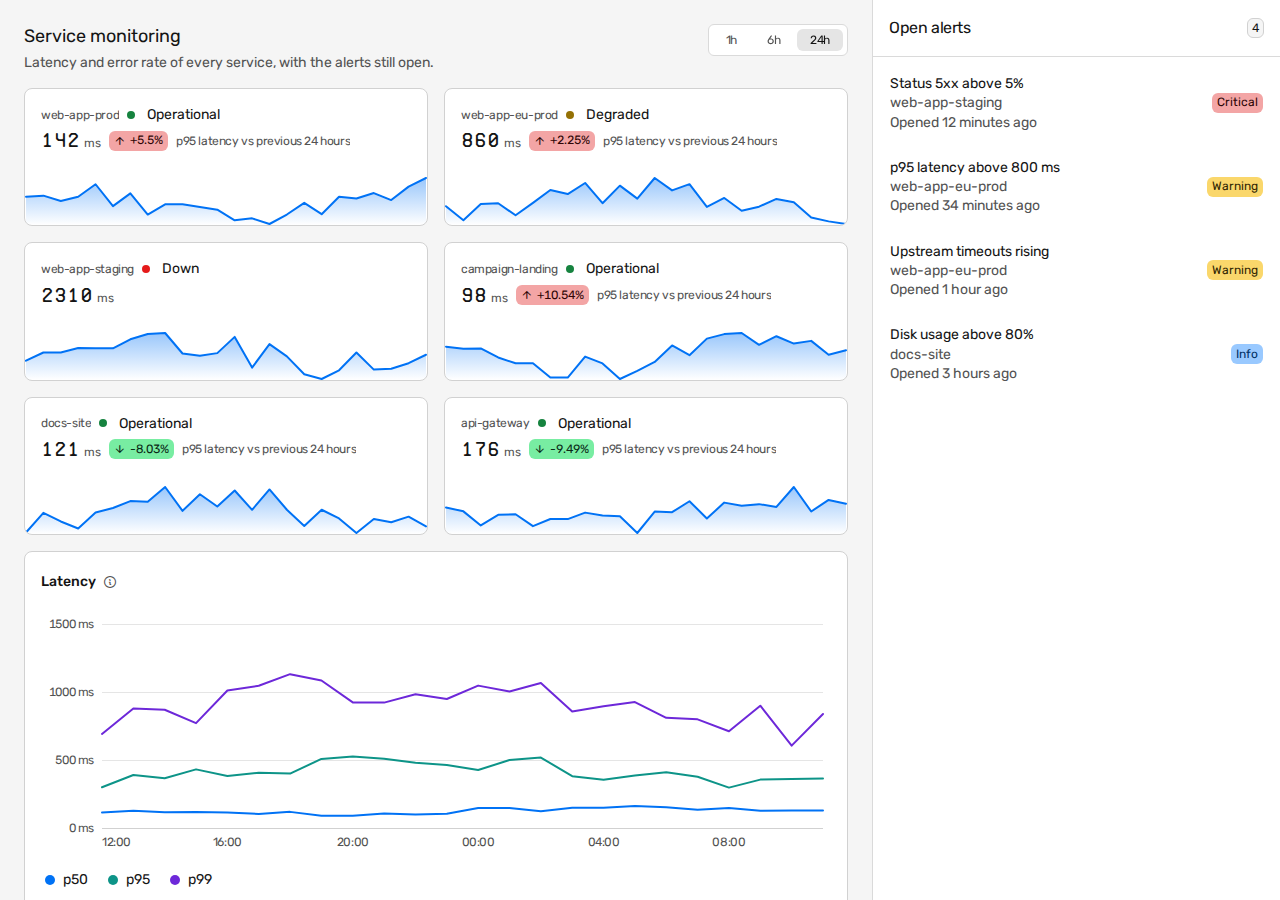 Service monitoring
Latency and error rate of every service, with the alerts still open.
1h 6h 24h
web-app-prod Operational
142 ms +5.5% p95 latency vs previous 24 hours
web-app-eu-prod Degraded
860 ms +2.25% p95 latency vs previous 24 hours
web-app-staging Down
2310 ms
campaign-landing Operational
98 ms +10.54% p95 latency vs previous 24 hours
docs-site Operational
121 ms -8.03% p95 latency vs previous 24 hours
api-gateway Operational
176 ms -9.49% p95 latency vs previous 24 hours
Latency
1500 ms
1000 ms
500 ms
0 ms
12:00 16:00 20:00 00:00 04:00 08:00
p50 p95 p99
Open alerts 4
Status 5xx above 5%
web-app-staging
Opened 12 minutes ago
Critical
p95 latency above 800 ms
web-app-eu-prod
Opened 34 minutes ago
Warning
Upstream timeouts rising
web-app-eu-prod
Opened 1 hour ago
Warning
Disk usage above 80%
docs-site
Opened 3 hours ago
Info